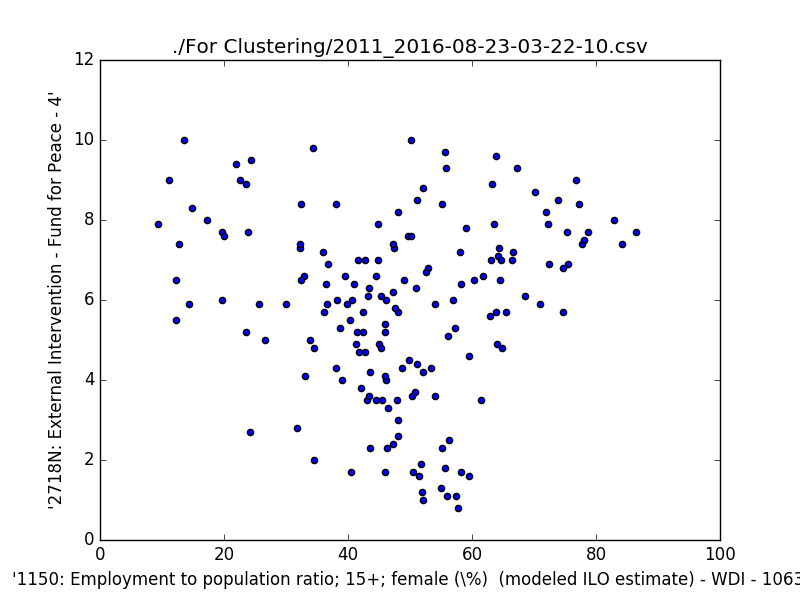 ./For Clustering/2011_2016-08-23-03-22-10.csv
'2718N: External Intervention - Fund for Peace - 4'
12
10
8
6
4
2
0
0 20 40 60 80 100
'1150: Employment to population ratio; 15+; female (\%) (modeled ILO estimate) - WDI - 1063